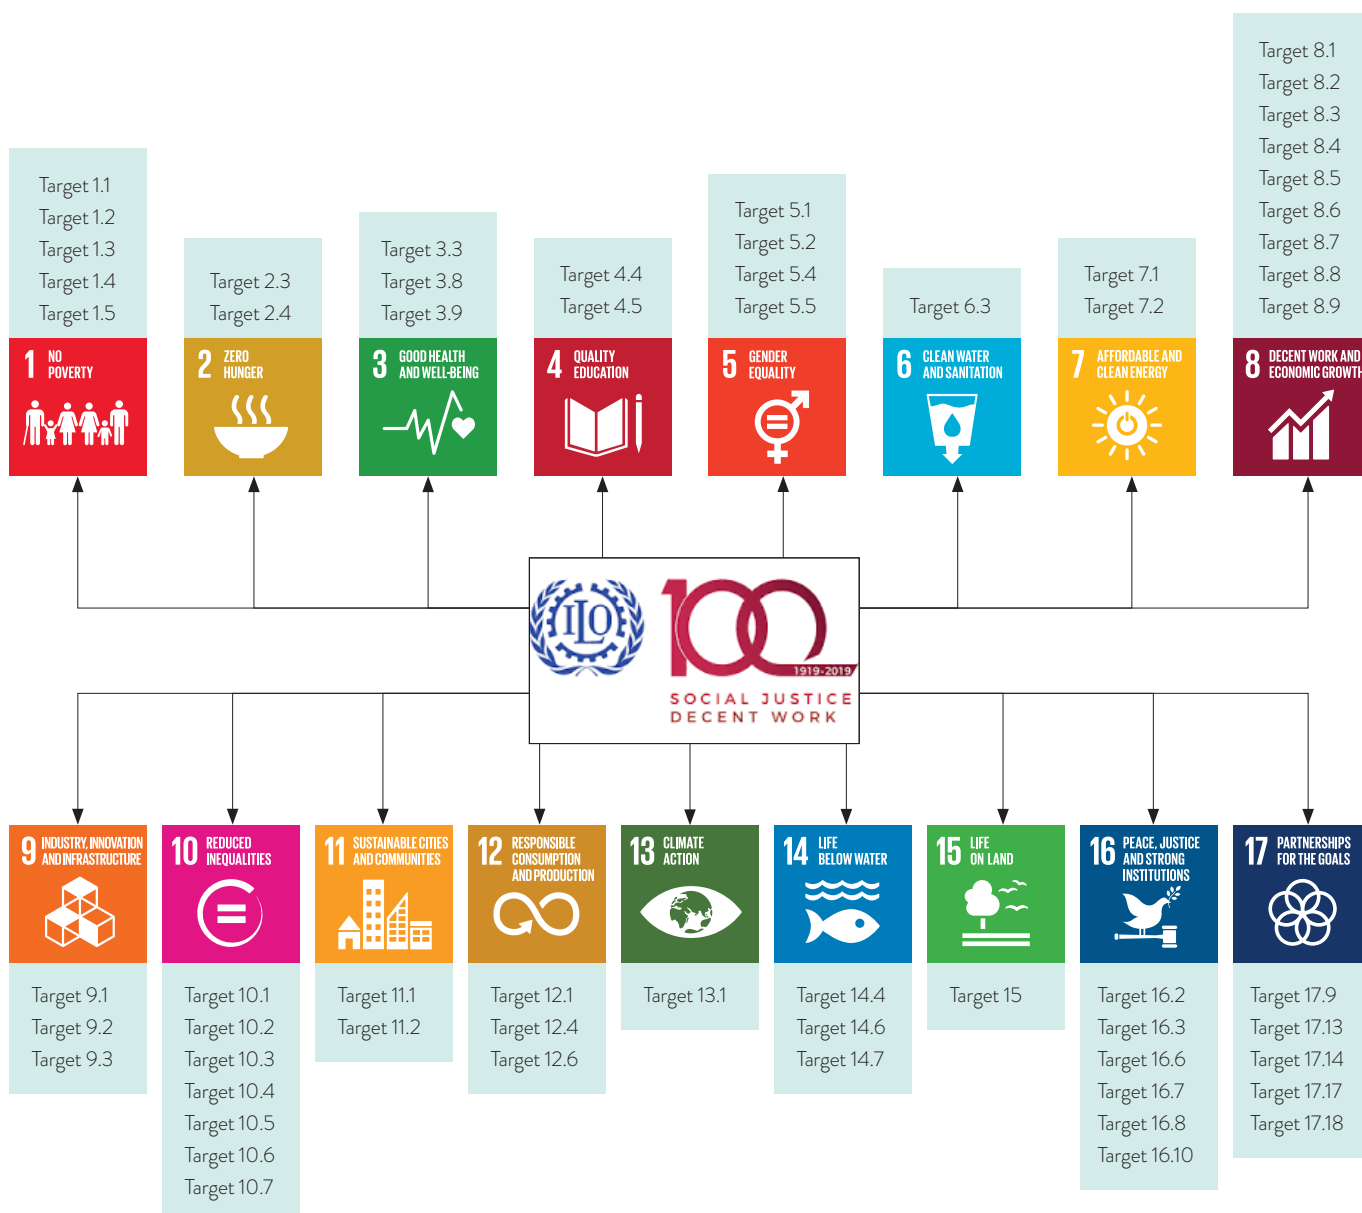 Target 8.1
Target 8.2
Target 8.3
Target 8.4
Target 8.5
Target 8.6
Target 8.7
Target 8.8
Target 8.9
Target 1.1
Target 1.2
Target 1.3
Target 1.4
Target 1.5
Target 2.3
Target 2.4
Target 3.3
Target 3.8
Target 3.9
Target 4.4
Target 4.5
Target 5.1
Target 5.2
Target 5.4
Target 5.5
Target 6.3
Target 7.1
Target 7.2
1 NO
POVERTY
2 ZERO
HUNGER
3 GOOD HEALTH
AND WELL-BEING
4 QUALITY
EDUCATION
5 GENDER
EQUALITY
6 CLEAN WATER
AND SANITATION
7 AFFORDABLE AND
CLEAN ENERGY
8 DECENT WORK AND
ECONOMIC GROWTH
ILO
100
1919-2019
SOCIAL JUSTICE
DECENT WORK
9 INDUSTRY, INNOVATION
AND INFRASTRUCTURE
10 REDUCED
INEQUALITIES
11 SUSTAINABLE CITIES
AND COMMUNITIES
12 RESPONSIBLE
CONSUMPTION
AND PRODUCTION
13 CLIMATE
ACTION
14 LIFE
BELOW WATER
15 LIFE
ON LAND
16 PEACE, JUSTICE
AND STRONG
INSTITUTIONS
17 PARTNERSHIPS
FOR THE GOALS
Target 9.1
Target 9.2
Target 9.3
Target 10.1
Target 10.2
Target 10.3
Target 10.4
Target 10.5
Target 10.6
Target 10.7
Target 11.1
Target 11.2
Target 12.1
Target 12.4
Target 12.6
Target 13.1
Target 14.4
Target 14.6
Target 14.7
Target 15
Target 16.2
Target 16.3
Target 16.6
Target 16.7
Target 16.8
Target 16.10
Target 17.9
Target 17.13
Target 17.14
Target 17.17
Target 17.18